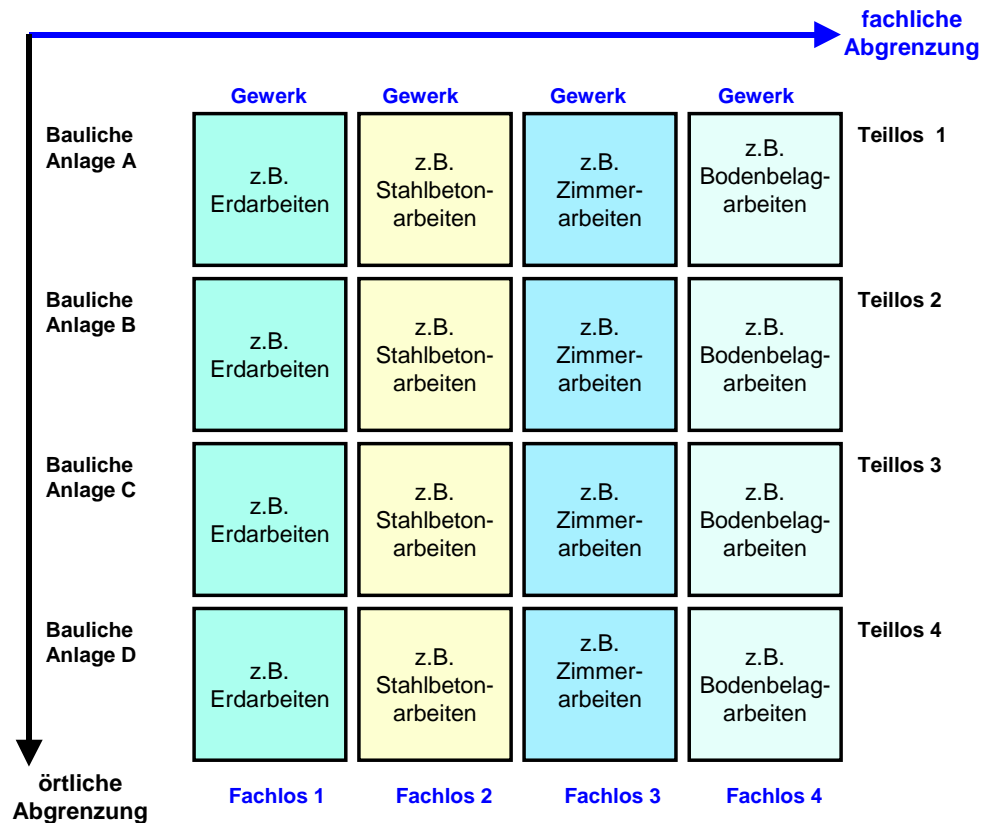 fachliche
Abgrenzung
Gewerk Gewerk Gewerk Gewerk
Bauliche
Anlage A
z.B.
Erdarbeiten
z.B.
Stahlbeton-
arbeiten
z.B.
Zimmer-
arbeiten
z.B.
Bodenbelag-
arbeiten
Teillos 1
Bauliche
Anlage B
z.B.
Erdarbeiten
z.B.
Stahlbeton-
arbeiten
z.B.
Zimmer-
arbeiten
z.B.
Bodenbelag-
arbeiten
Teillos 2
Bauliche
Anlage C
z.B.
Erdarbeiten
z.B.
Stahlbeton-
arbeiten
z.B.
Zimmer-
arbeiten
z.B.
Bodenbelag-
arbeiten
Teillos 3
Bauliche
Anlage D
z.B.
Erdarbeiten
z.B.
Stahlbeton-
arbeiten
z.B.
Zimmer-
arbeiten
z.B.
Bodenbelag-
arbeiten
Teillos 4
örtliche
Abgrenzung
Fachlos 1 Fachlos 2 Fachlos 3 Fachlos 4